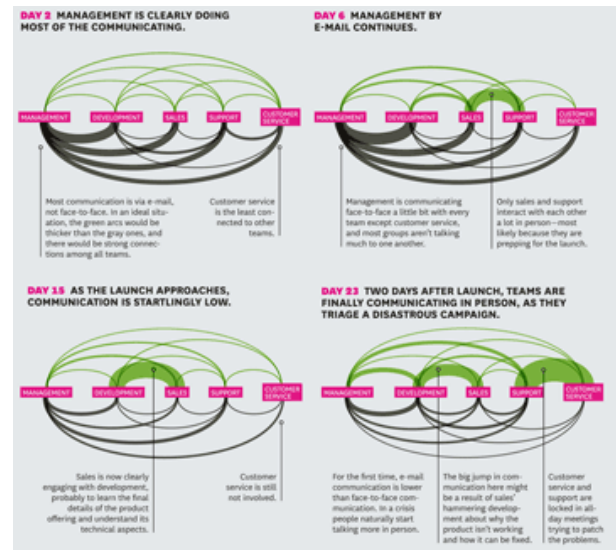 DAY 2 MANAGEMENT IS CLEARLY DOING
MOST OF THE COMMUNICATING.
MANAGEMENT
DEVELOPMENT
SALES
SUPPORT
CUSTOMER
SERVICE
Most communication is via e-mail,
not face-to-face. In an ideal situ-
ation, the green arcs would be
thicker than the gray ones, and
there would be strong connec-
tions among all teams.
Customer service
is the least con-
nected to other
teams.
DAY 6 MANAGEMENT BY
E-MAIL CONTINUES.
MANAGEMENT
DEVELOPMENT
SALES
SUPPORT
CUSTOMER
SERVICE
Management is communicating
face-to-face a little bit with every
team except customer service,
and most groups aren't talking
much to one another.
Only sales and support
interact with each other
a lot in person—most
likely because they are
prepping for the launch.
DAY 15 AS THE LAUNCH APPROACHES,
COMMUNICATION IS STARTLINGLY LOW.
MANAGEMENT
DEVELOPMENT
SALES
SUPPORT
CUSTOMER
SERVICE
Sales is now clearly
engaging with development,
probably to learn the final
details of the product
offering and understand its
technical aspects.
Customer
service is still
not involved.
DAY 23 TWO DAYS AFTER LAUNCH, TEAMS ARE
FINALLY COMMUNICATING IN PERSON, AS THEY
TRIAGE A DISASTROUS CAMPAIGN.
MANAGEMENT
DEVELOPMENT
SALES
SUPPORT
CUSTOMER
SERVICE
For the first time, e-mail
communication is lower
than face-to-face com-
munication. In a crisis
people naturally start
talking more in person.
The big jump in com-
munication here might
be a result of sales'
hammering develop-
ment about why the
product isn't working
and how it can be fixed.
Customer
service and
support are
locked in all-
day meetings
trying to patch
the problems.